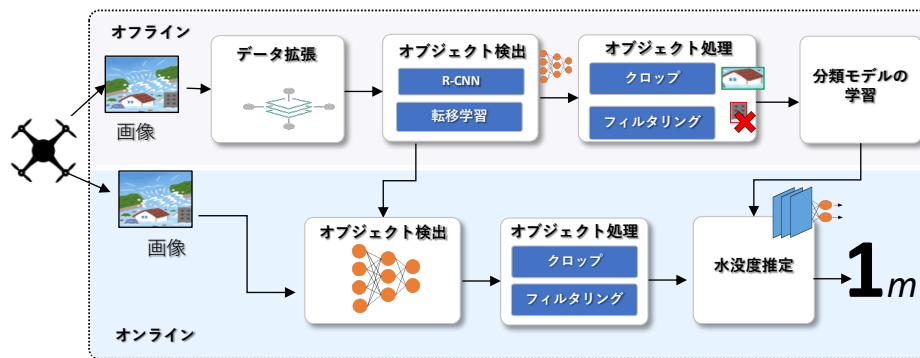 オフライン
画像
データ拡張
オブジェクト検出
R-CNN
転移学習
オブジェクト処理
クロップ
フィルタリング
分類モデルの
学習
画像
オブジェクト検出
オブジェクト処理
クロップ
フィルタリング
水没度推定
1m
オンライン